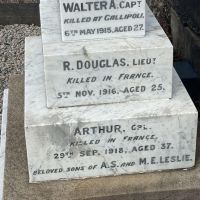 WALTER A, CAPT
KILLED AT GALLIPOLI,
6TH MAY 1915, AGED 27.
R. DOUGLAS, LIEUT
KILLED IN FRANCE,
5TH NOV. 1916, AGED 25.
ARTHUR, CPL.
KILLED IN FRANCE,
29TH SEP. 1918, AGED 37.
BELOVED SONS OF A.S. AND M.E. LESLIE.